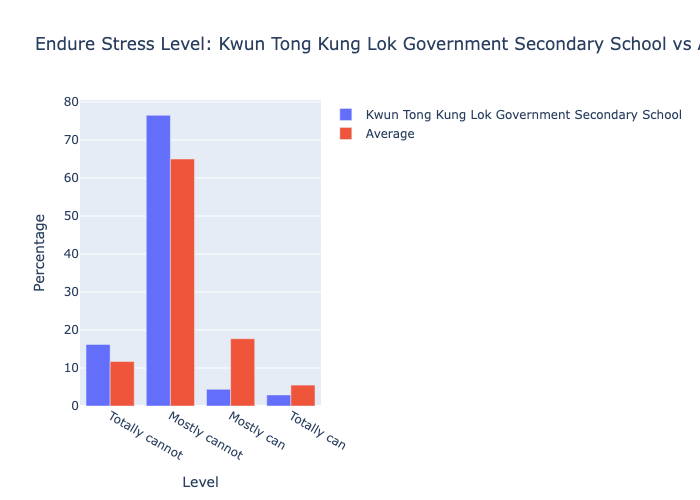 Endure Stress Level: Kwun Tong Kung Lok Government Secondary School vs
Kwun Tong Kung Lok Government Secondary School
Average
Percentage
80
70
60
50
40
30
20
10
0
Totally cannot
Mostly cannot
Mostly can
Totally can
Level